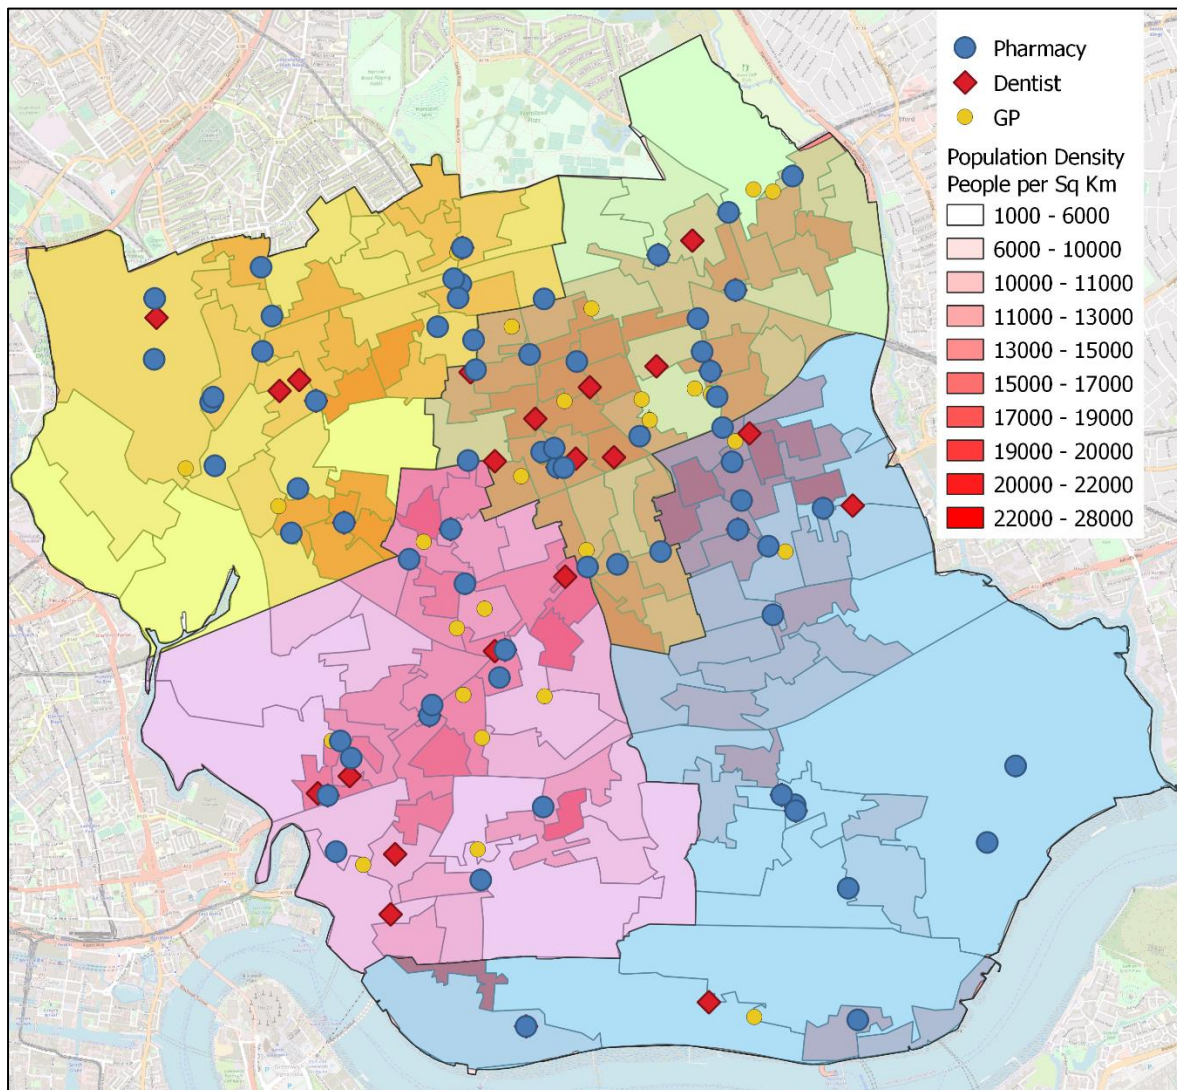 Pharmacy
Dentist
GP
Population Density
People per Sq Km
1000 - 6000
6000 - 10000
10000 - 11000
11000 - 13000
13000 - 15000
15000 - 17000
17000 - 19000
19000 - 20000
20000 - 22000
22000 - 28000